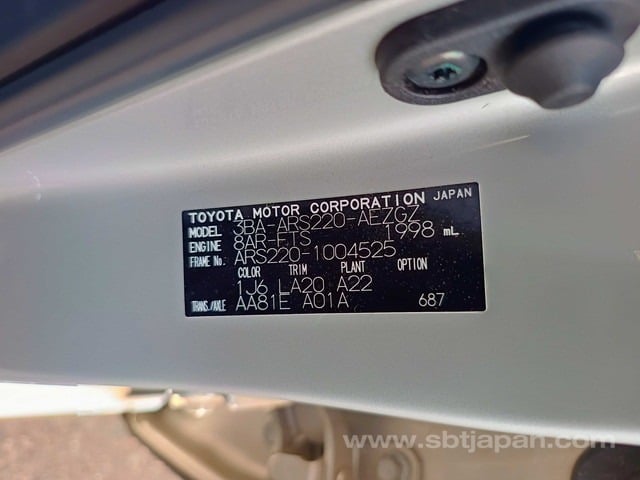 TOYOTA MOTOR CORPORATION JAPAN
MODEL 3BA-ARS220-AEZGZ
ENGINE 8AR-FTS 1998 mL
FRAME No. ARS220-1004525
COLOR TRIM PLANT OPTION
1J6 LA20 A22
TRANS./AXLE AA81E A01A 687
www.sbtjapan.com